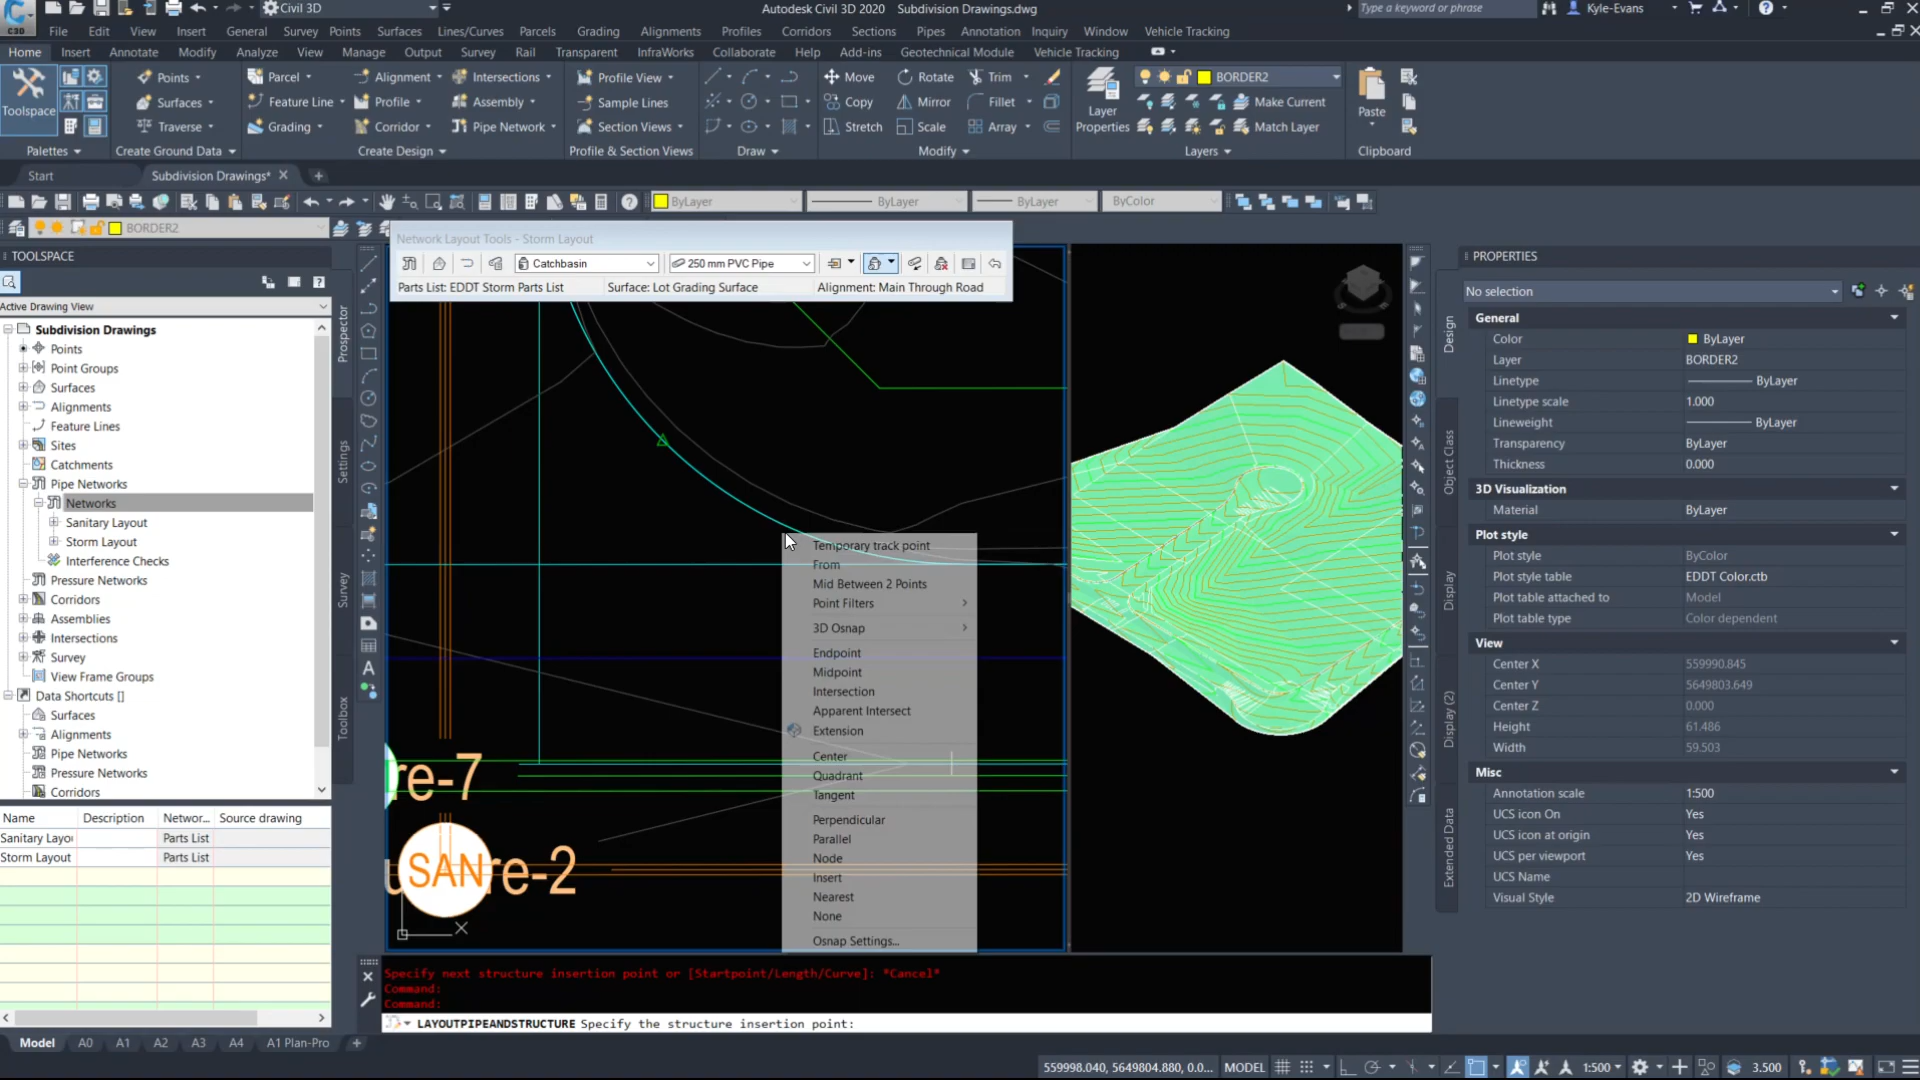 Civil 3D
Autodesk Civil 3D 2020 Subdivision Drawings.dwg
Type a keyword or phrase
Kyle-Evans
C3D
File Edit View Insert General Survey Points Surfaces Lines/Curves Parcels Grading Alignments Profiles Corridors Sections Pipes Annotation Inquiry Window Vehicle Tracking
Home Insert Annotate Modify Analyze View Manage Output Survey Rail Transparent InfraWorks Collaborate Help Add-ins Geotechnical Module Vehicle Tracking
Points Parcel Alignment Intersections Profile View Move Rotate Trim BORDER2
Toolspace Surfaces Feature Line Profile Assembly Sample Lines Copy Mirror Fillet Layer Properties Make Current Paste
Traverse Grading Corridor Pipe Network Section Views Stretch Scale Array Match Layer
Palettes Create Ground Data Create Design Profile & Section Views Draw Modify Layers Clipboard
Start Subdivision Drawings*
ByLayer ByLayer ByLayer ByColor
BORDER2
Network Layout Tools - Storm Layout
Catchbasin 250 mm PVC Pipe
Parts List: EDDT Storm Parts List Surface: Lot Grading Surface Alignment: Main Through Road
TOOLSPACE
Active Drawing View
Subdivision Drawings
Points
Point Groups
Surfaces
Alignments
Feature Lines
Sites
Catchments
Pipe Networks
Networks
Sanitary Layout
Storm Layout
Interference Checks
Pressure Networks
Corridors
Assemblies
Intersections
Survey
View Frame Groups
Data Shortcuts []
Surfaces
Alignments
Pipe Networks
Pressure Networks
Corridors
Name Description Networ... Source drawing
Sanitary Layou Parts List
Storm Layout Parts List
Prospector
Settings
Survey
Toolbox
re-7
SAN re-2
Temporary track point
From
Mid Between 2 Points
Point Filters
3D Osnap
Endpoint
Midpoint
Intersection
Apparent Intersect
Extension
Center
Quadrant
Tangent
Perpendicular
Parallel
Node
Insert
Nearest
None
Osnap Settings...
Specify next structure insertion point or [Startpoint/Length/Curve]: *Cancel*
Command:
Command:
LAYOUTPIPEANDSTRUCTURE Specify the structure insertion point:
PROPERTIES
No selection
Design
Object Class
Display
Display (2)
Extended Data
General
Color ByLayer
Layer BORDER2
Linetype ByLayer
Linetype scale 1.000
Lineweight ByLayer
Transparency ByLayer
Thickness 0.000
3D Visualization
Material ByLayer
Plot style
Plot style ByColor
Plot style table EDDT Color.ctb
Plot table attached to Model
Plot table type Color dependent
View
Center X 559990.845
Center Y 5649803.649
Center Z 0.000
Height 61.486
Width 59.503
Misc
Annotation scale 1:500
UCS icon On Yes
UCS icon at origin Yes
UCS per viewport Yes
UCS Name
Visual Style 2D Wireframe
Model A0 A1 A2 A3 A4 A1 Plan-Pro
559998.040, 5649804.880, 0.0... MODEL 1:500 3.500